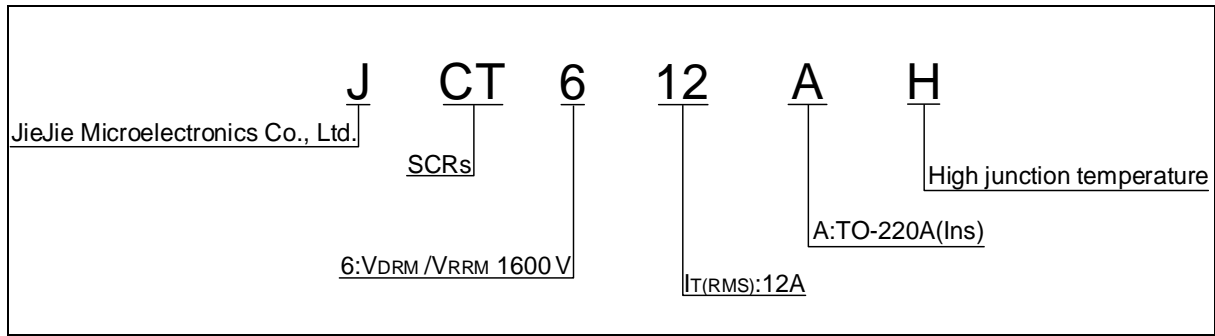 J CT 6 12 A H
JieJie Microelectronics Co., Ltd.
SCRs
High junction temperature
A:TO-220A(Ins)
6:VDRM /VRRM 1600 V
IT(RMS):12A